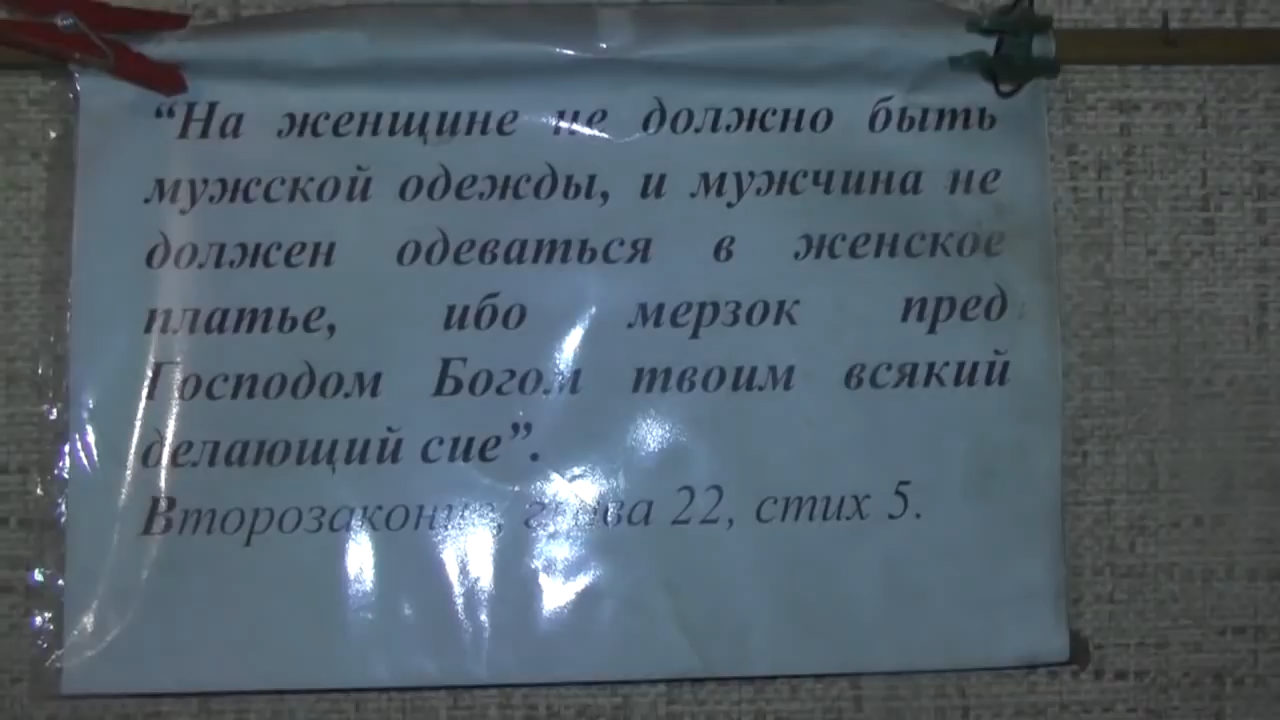 “На женщине не должно быть
мужской одежды, и мужчина не
должен одеваться в женское
платье, ибо мерзок пред
Господом Богом твоим всякий
делающий сие”.
Второзаконие, глава 22, стих 5.